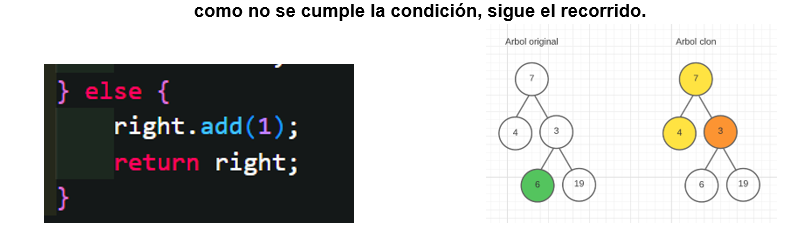 como no se cumple la condición, sigue el recorrido.
} else {
right.add(1);
return right;
}
Arbol original
7
4
3
6
19
Arbol clon
7
4
3
6
19